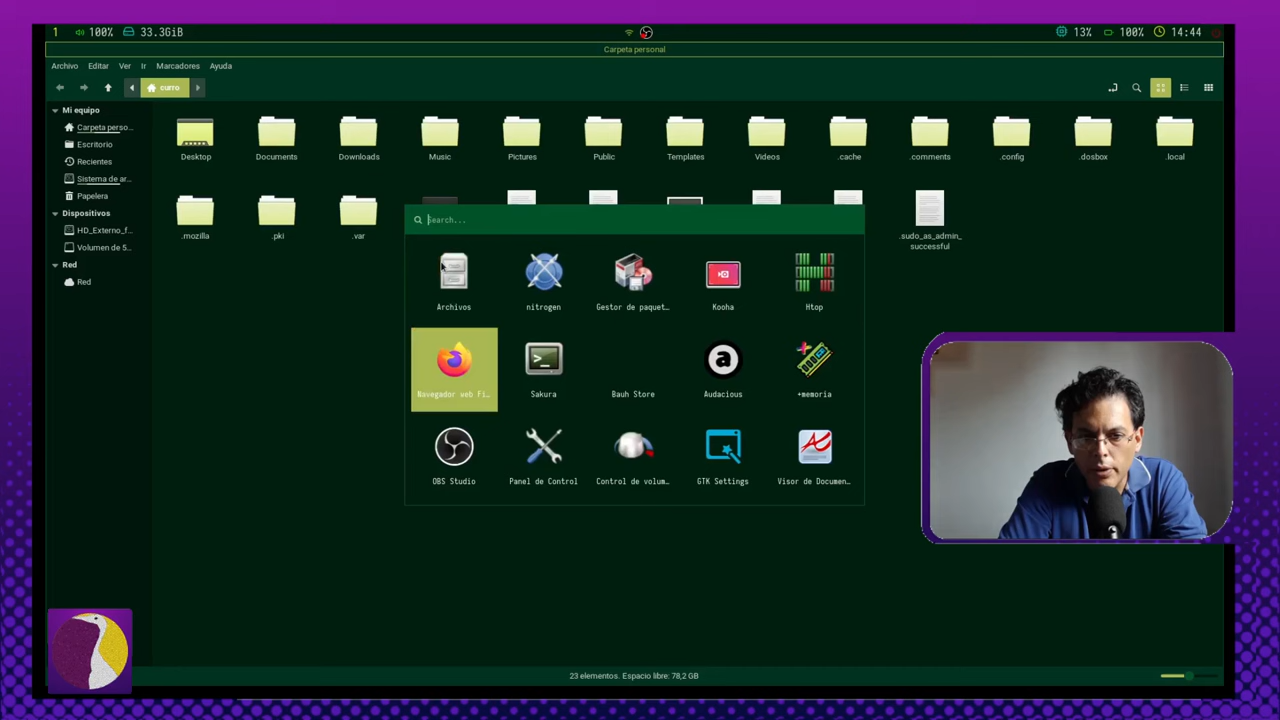 1 100% 33.3GiB 13% 100% 14:44
Carpeta personal
Archivo Editar Ver Ir Marcadores Ayuda
curro
Mi equipo
Carpeta perso...
Escritorio
Recientes
Sistema de ar...
Papelera
Dispositivos
HD_Externo_f...
Volumen de 5...
Red
Red
Desktop Documents Downloads Music Pictures Public Templates Videos .cache .comments .config .dosbox .local
.mozilla .pki .var .sudo_as_admin_
successful
Search...
Archivos nitrogen Gestor de paquet... Kooha Htop
Navegador web Fi... Sakura Bauh Store Audacious +memoria
OBS Studio Panel de Control Control de volum... GTK Settings Visor de Documen...
23 elementos. Espacio libre: 78,2 GB